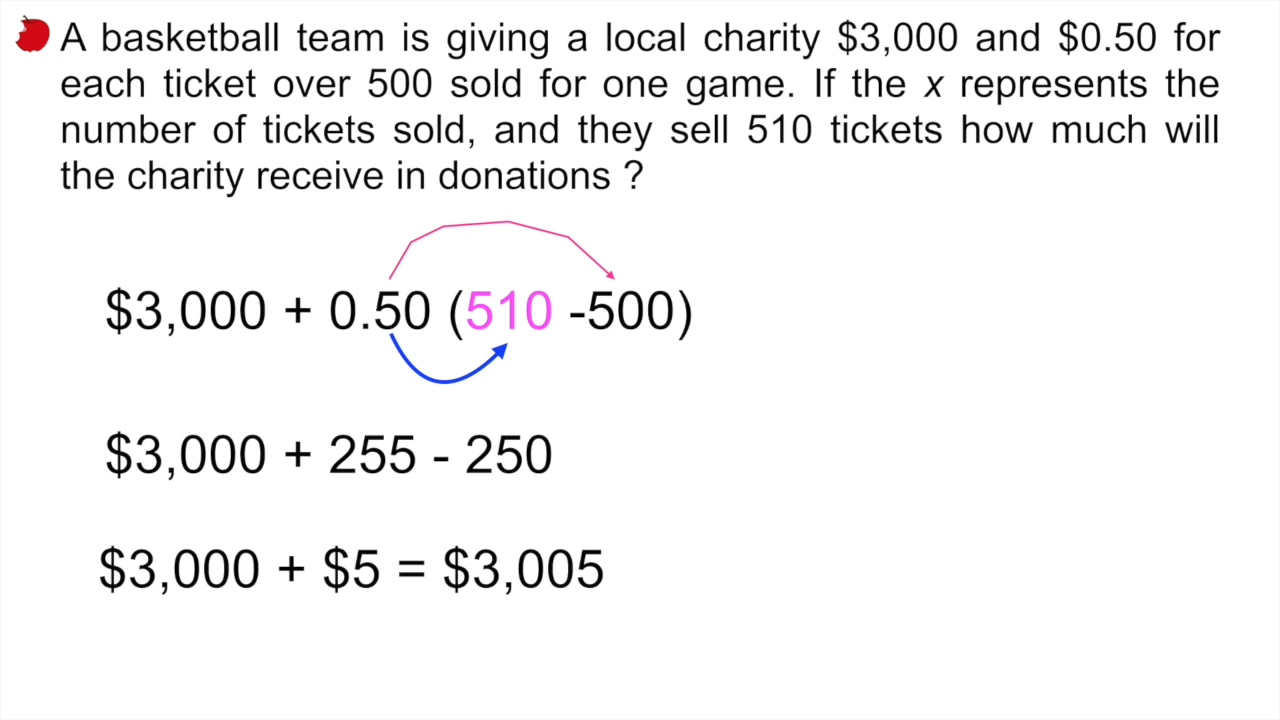 A basketball team is giving a local charity $3,000 and $0.50 for
each ticket over 500 sold for one game. If the x represents the
number of tickets sold, and they sell 510 tickets how much will
the charity receive in donations ?
$3,000 + 0.50 (510 -500)
$3,000 + 255 - 250
$3,000 + $5 = $3,005